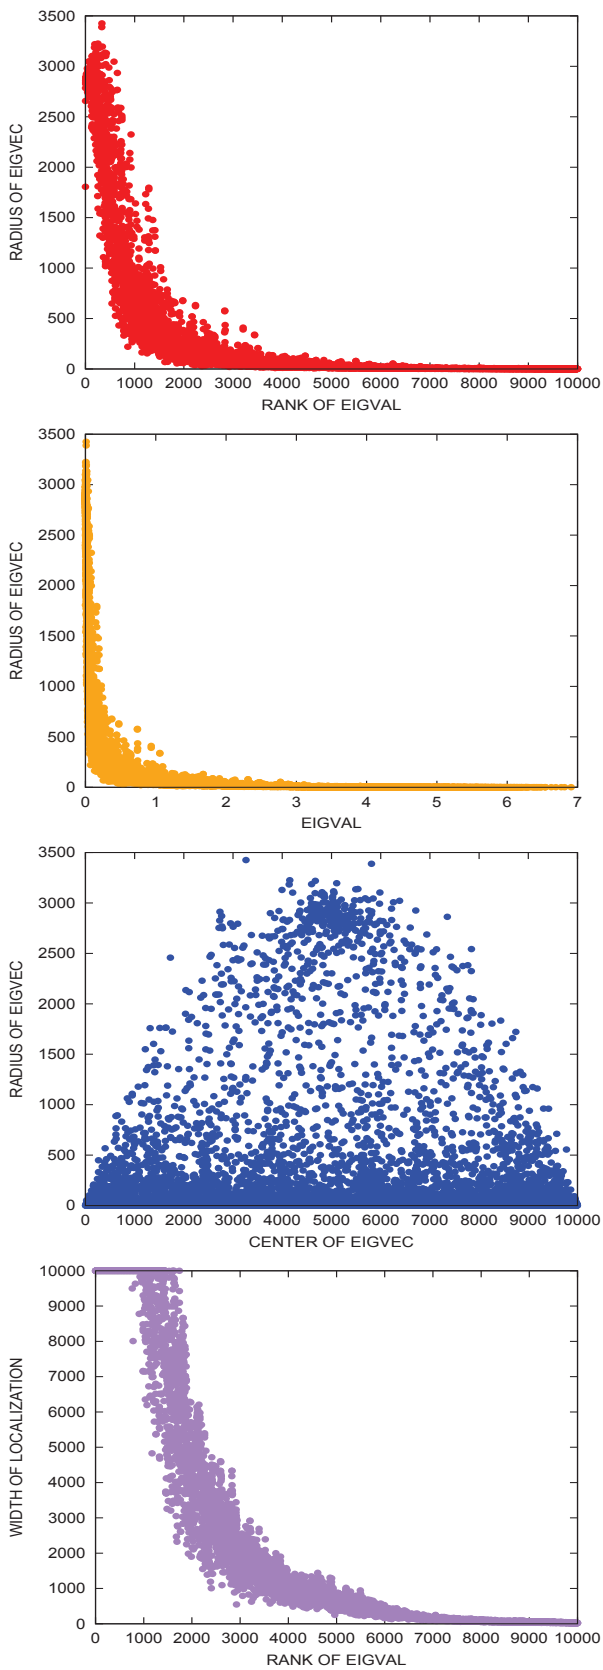 3500
3000
2500
2000
1500
1000
500
0
RADIUS OF EIGVEC
0 1000 2000 3000 4000 5000 6000 7000 8000 9000 10000
RANK OF EIGVAL
3500
3000
2500
2000
1500
1000
500
0
RADIUS OF EIGVEC
0 1 2 3 4 5 6 7
EIGVAL
3500
3000
2500
2000
1500
1000
500
0
RADIUS OF EIGVEC
0 1000 2000 3000 4000 5000 6000 7000 8000 9000 10000
CENTER OF EIGVEC
10000
9000
8000
7000
6000
5000
4000
3000
2000
1000
0
WIDTH OF LOCALIZATION
0 1000 2000 3000 4000 5000 6000 7000 8000 9000 10000
RANK OF EIGVAL